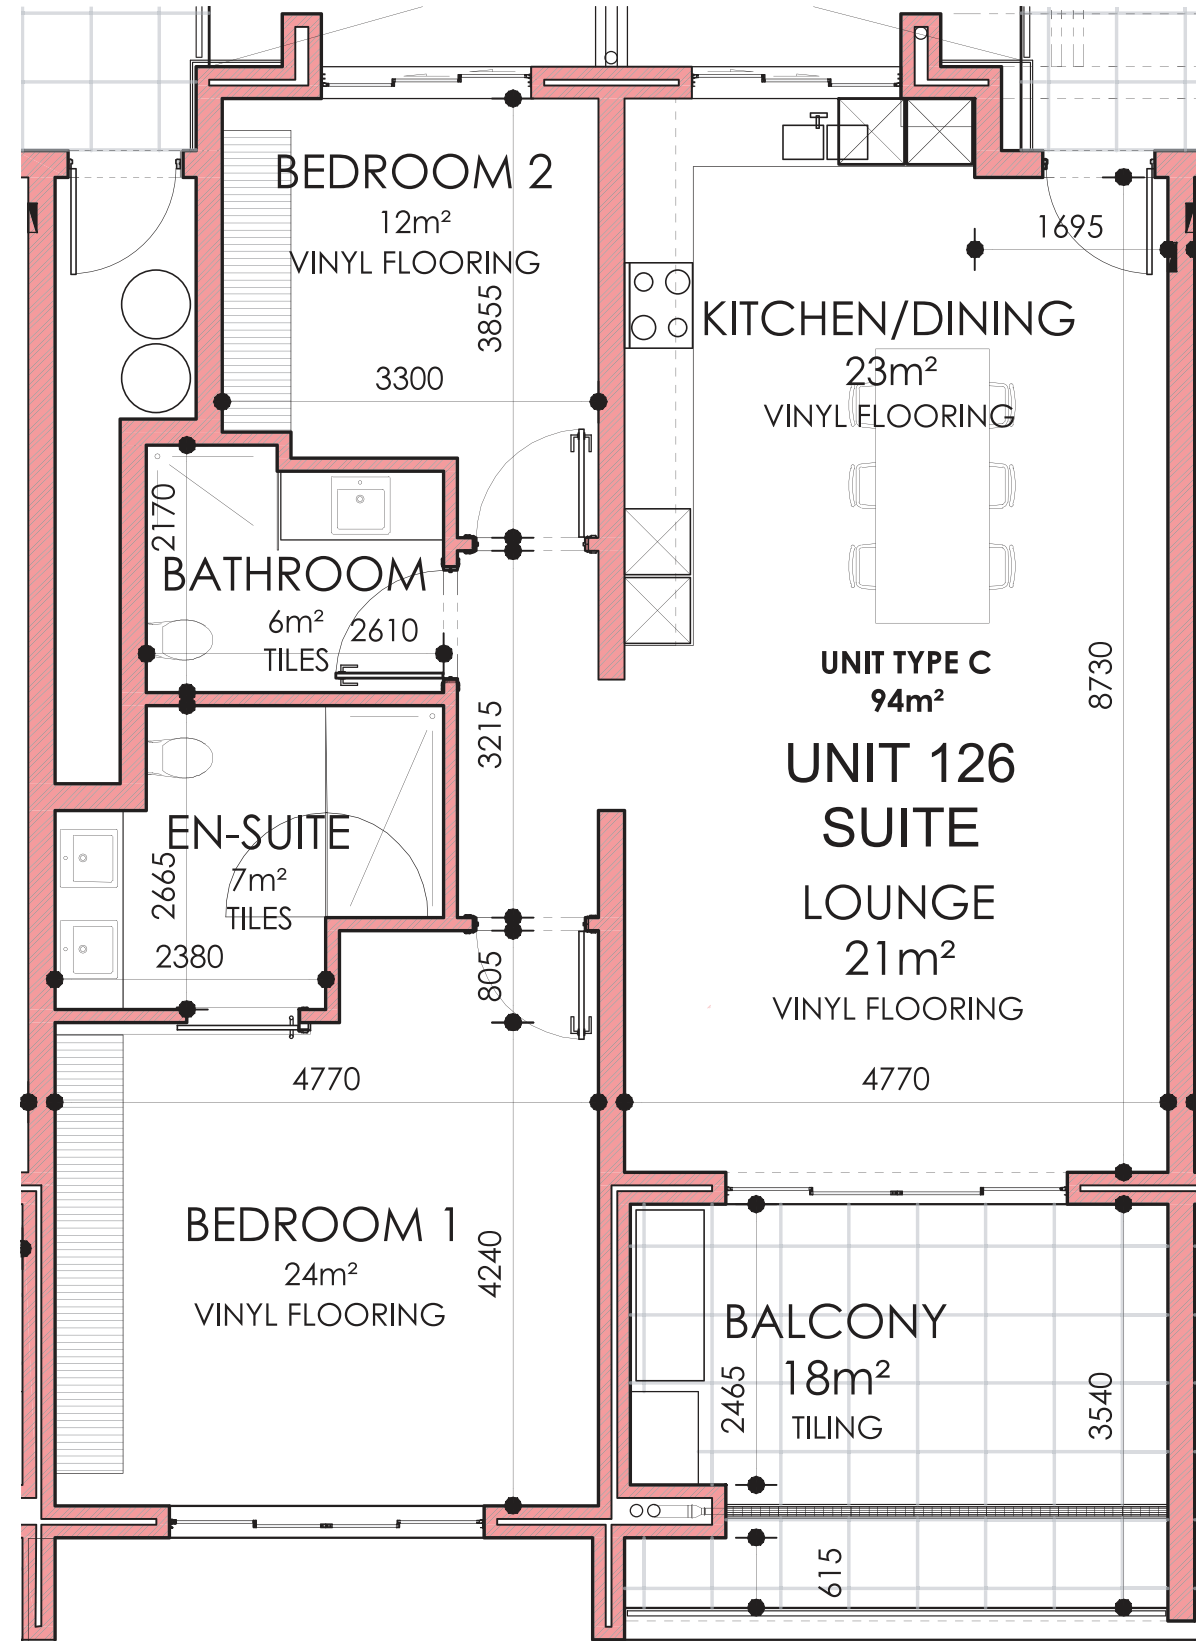 BEDROOM 2
12m²
VINYL FLOORING
3855
3300
1695
KITCHEN/DINING
23m²
VINYL FLOORING
2170
BATHROOM
6m²
TILES
2610
UNIT TYPE C
94m²
8730
3215
UNIT 126
SUITE
EN-SUITE
7m²
TILES
2665
2380
805
LOUNGE
21m²
VINYL FLOORING
4770
4770
BEDROOM 1
24m²
VINYL FLOORING
4240
BALCONY
18m²
TILING
2465
3540
615